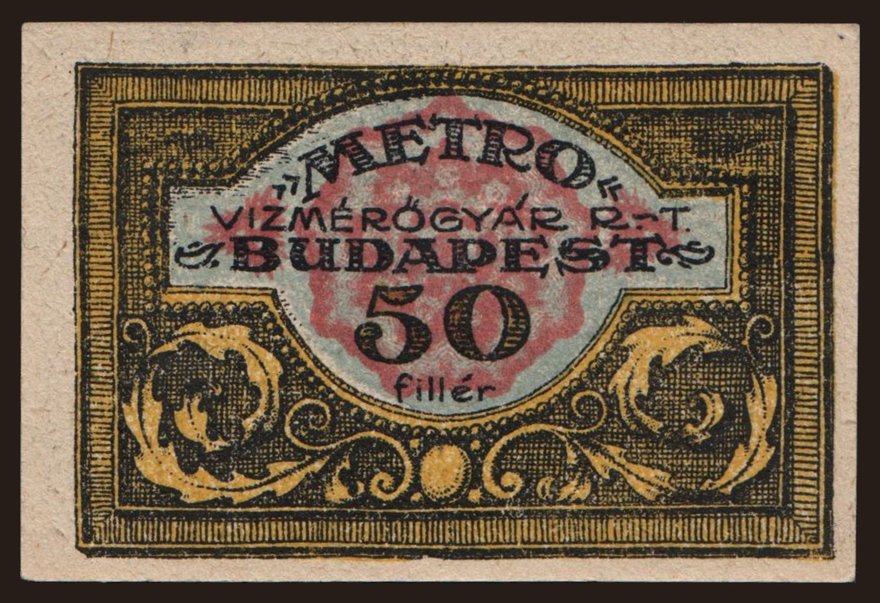 „METRO“
VIZMÉRŐGYÁR R.-T.
BUDAPEST
50
fillér